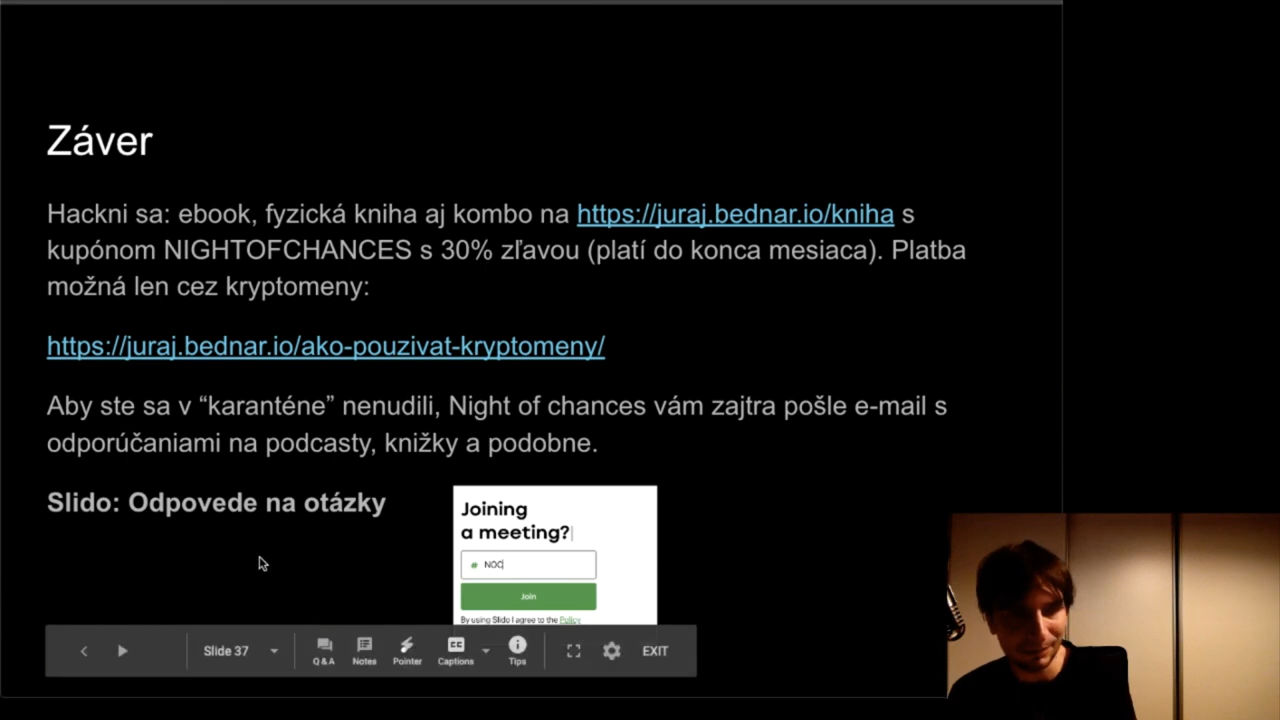 Záver
Hackni sa: ebook, fyzická kniha aj kombo na https://juraj.bednar.io/kniha s
kupónom NIGHTOFCHANCES s 30% zľavou (platí do konca mesiaca). Platba
možná len cez kryptomeny:
https://juraj.bednar.io/ako-pouzivat-kryptomeny/
Aby ste sa v “karanténe” nenudili, Night of chances vám zajtra pošle e-mail s
odporúčaniami na podcasty, knižky a podobne.
Slido: Odpovede na otázky
Joining
a meeting?
# NOC
Join
By using Slido I agree to the Policy
Slide 37
Q & A Notes Pointer Captions Tips
EXIT